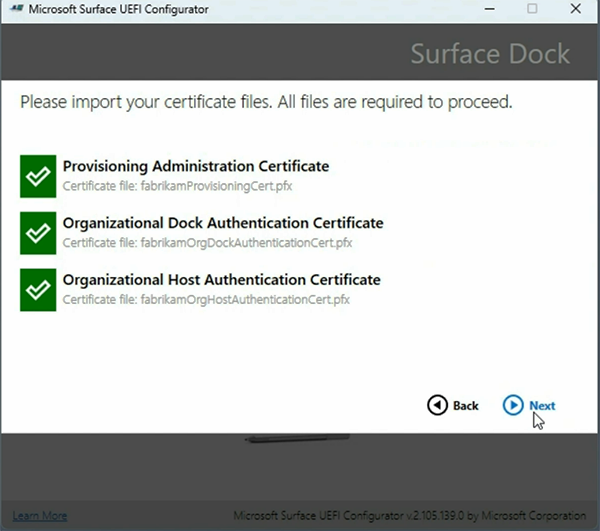 Microsoft Surface UEFI Configurator
Surface Dock
Please import your certificate files. All files are required to proceed.
Provisioning Administration Certificate
Certificate file: fabrikamProvisioningCert.pfx
Organizational Dock Authentication Certificate
Certificate file: fabrikamOrgDockAuthenticationCert.pfx
Organizational Host Authentication Certificate
Certificate file: fabrikamOrgHostAuthenticationCert.pfx
Back Next
Learn More Microsoft Surface UEFI Configurator v.2.105.139.0 by Microsoft Corporation